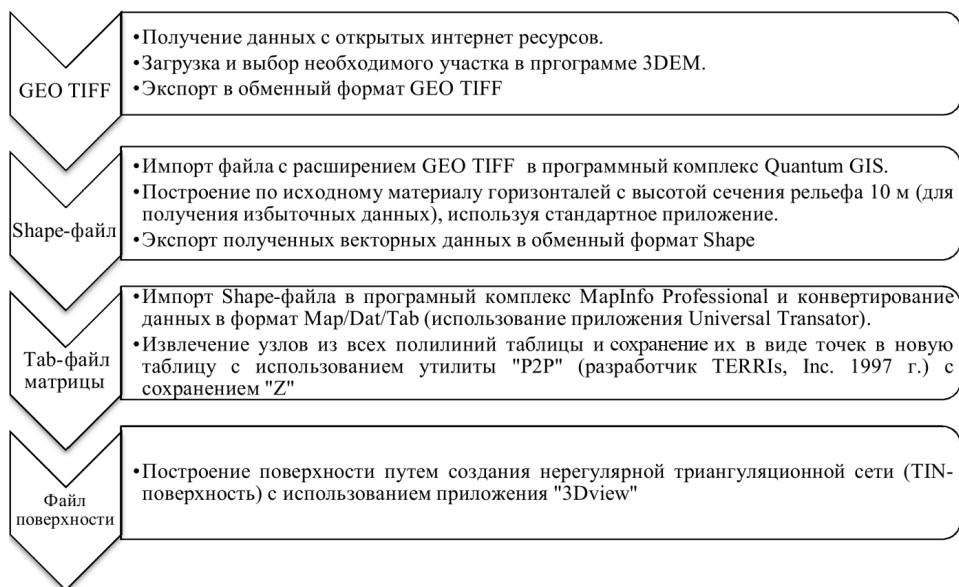 GEO TIFF
•Получение данных с открытых интернет ресурсов.
•Загрузка и выбор необходимого участка в пргограмме 3DEM.
•Экспорт в обменный формат GEO TIFF
Shape-файл
•Импорт файла с расширением GEO TIFF в программный комплекс Quantum GIS.
•Построение по исходному материалу горизонталей с высотой сечения рельефа 10 м (для
получения избыточных данных), используя стандартное приложение.
•Экспорт полученных векторных данных в обменный формат Shape
Tab-файл
матрицы
•Импорт Shape-файла в програмный комплекс MapInfo Professional и конвертирование
данных в формат Map/Dat/Tab (использование приложения Universal Transator).
•Извлечение узлов из всех полилиний таблицы и сохранение их в виде точек в новую
таблицу с использованием утилиты "P2P" (разработчик TERRIs, Inc. 1997 г.) с
сохранением "Z"
Файл
поверхности
•Построение поверхности путем создания нерегулярной триангуляционной сети (TIN-
поверхность) с использованием приложения "3Dview"